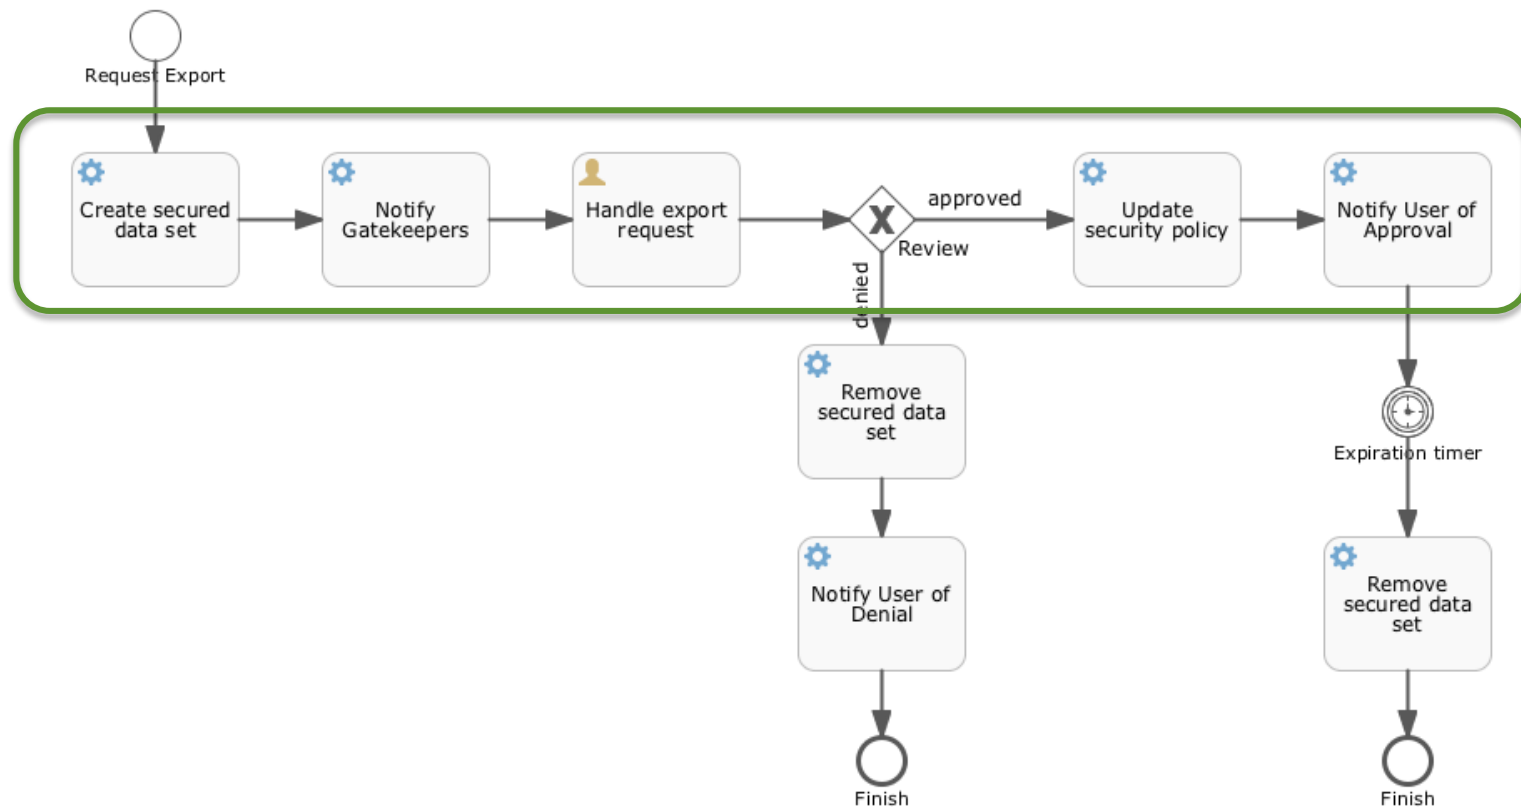 Request Export
Create secured
data set
Notify
Gatekeepers
Handle export
request
approved
Review
denied
Update
security policy
Notify User of
Approval
Remove
secured data
set
Expiration timer
Notify User of
Denial
Remove
secured data
set
Finish
Finish